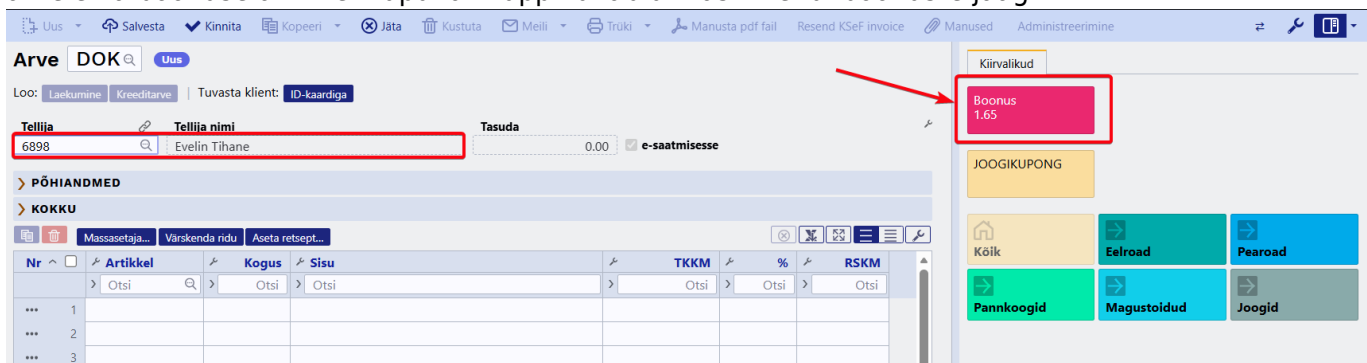 Uus Salvesta Kinnita Kopeeri Jäta Kustuta Meili Trüki Manusta pdf fail Resend KSeF invoice Manused Administreerimine
Arve DOK Uus
Loo: Laekumine Kreeditarve | Tuvasta klient: ID-kaardiga
Tellija Tellija nimi Tasuda
6898 Evelin Tihane 0.00 e-saatmisesse
PÕHIANDMED
KOKKU
Massasetaja... Värskenda ridu Aseta retsept...
Nr Artikkel Kogus Sisu TKKM % RSKM
Otsi Otsi Otsi Otsi Otsi Otsi
1
2
3
Kiirvalikud
Boonus
1.65
JOOGIKUPONG
Kõik Eelroad Pearoad
Pannkoogid Magustoidud Joogid